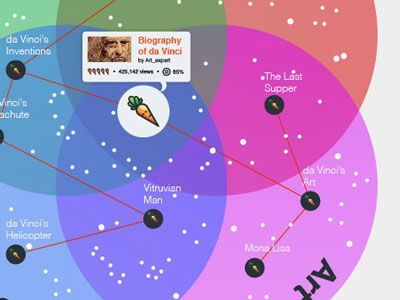 da Vinci's
Inventions
Biography
of da Vinci
by Art_expert
425,142 views
85%
The Last
Supper
Vinci's
achute
Vitruvian
Man
da Vinci's
Art
da Vinci's
Helicopter
Mona Lisa
Art